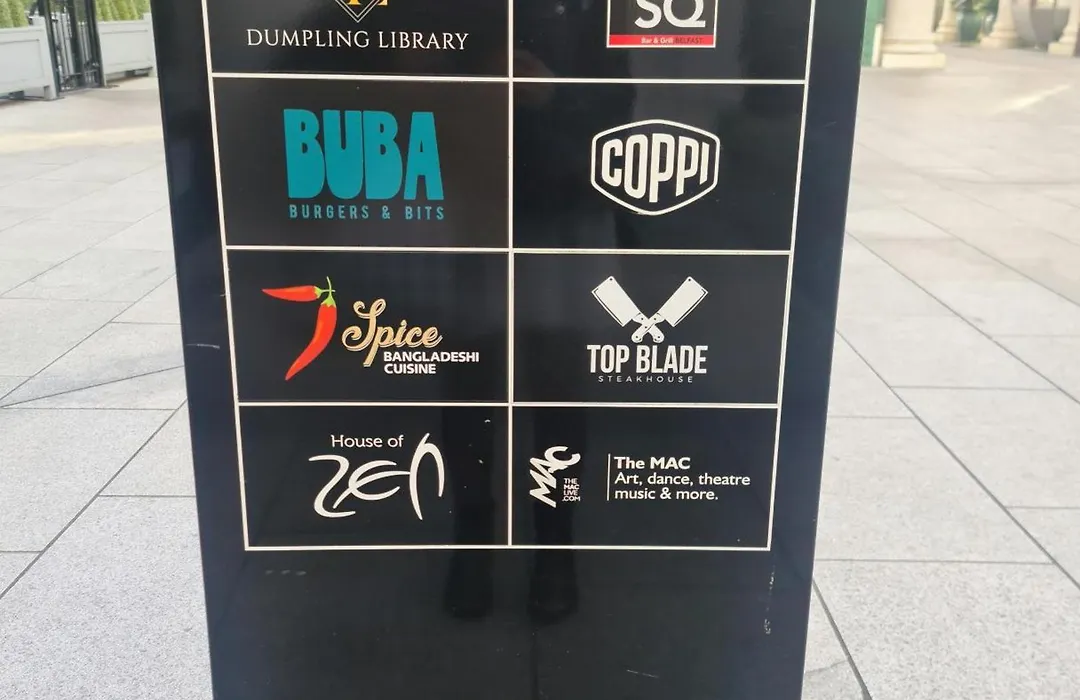 DUMPLING LIBRARY
SQ
Bar & Grill BELFAST
BUBA
BURGERS & BITS
COPPI
Spice
BANGLADESHI
CUISINE
TOP BLADE
STEAKHOUSE
House of
Zen
MAC
THE
MAC
LIVE
.COM
The MAC
Art, dance, theatre
music & more.